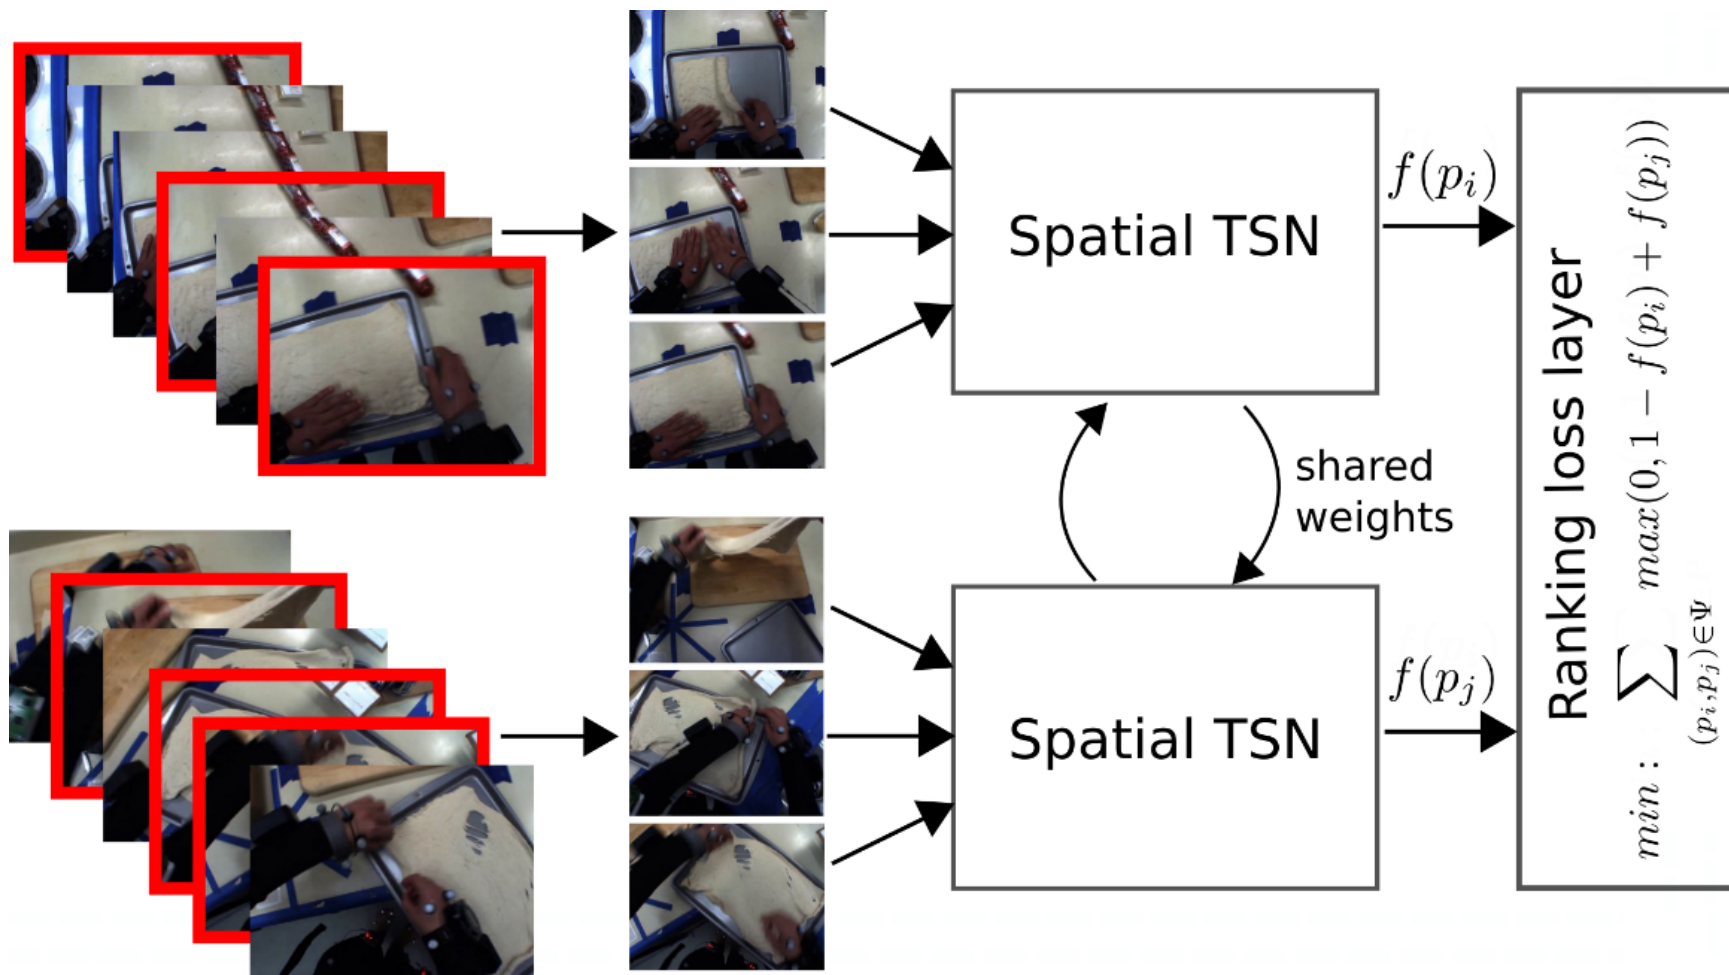 Spatial TSN
f(p_i)
shared
weights
Spatial TSN
f(p_j)
Ranking loss layer
min : \sum_{(p_i,p_j)∈Ψ} max(0, 1 − f(p_i) + f(p_j))